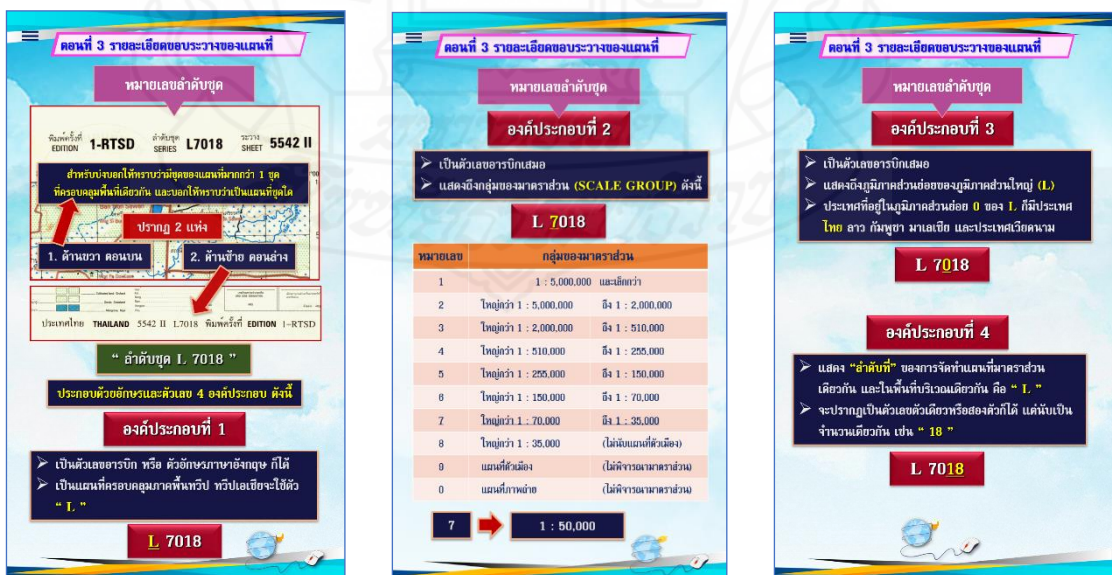 ตอนที่ 3 รายละเอียดขอบระวางของแผนที่
หมายเลขลำดับชุด
พิมพ์ครั้งที่ EDITION 1-RTSD ลำดับชุด SERIES L7018 ระวาง SHEET 5542 II
สำหรับบ่งบอกให้ทราบว่ามีชุดของแผนที่มากกว่า 1 ชุด
ที่ครอบคลุมพื้นที่เดียวกัน และบอกให้ทราบว่าเป็นแผนที่ชุดใด
ปรากฏ 2 แห่ง
1. ด้านขวา ตอนบน
2. ด้านซ้าย ตอนล่าง
ประเทศไทย THAILAND 5542 II L7018 พิมพ์ครั้งที่ EDITION 1-RTSD
“ ลำดับชุด L 7018 ”
ประกอบด้วยอักษรและตัวเลข 4 องค์ประกอบ ดังนี้
องค์ประกอบที่ 1
➢ เป็นตัวเลขอารบิก หรือ ตัวอักษรภาษาอังกฤษ ก็ได้
➢ เป็นแผนที่ครอบคลุมภาคพื้นทวีป ทวีปเอเชียจะใช้ตัว
“ L ”
L 7018
ตอนที่ 3 รายละเอียดขอบระวางของแผนที่
หมายเลขลำดับชุด
องค์ประกอบที่ 2
➢ เป็นตัวเลขอารบิกเสมอ
➢ แสดงถึงกลุ่มของมาตราส่วน (SCALE GROUP) ดังนี้
L 7018
หมายเลข กลุ่มของมาตราส่วน
1 1 : 5,000,000 และเล็กกว่า
2 ใหญ่กว่า 1 : 5,000,000 ถึง 1 : 2,000,000
3 ใหญ่กว่า 1 : 2,000,000 ถึง 1 : 510,000
4 ใหญ่กว่า 1 : 510,000 ถึง 1 : 255,000
5 ใหญ่กว่า 1 : 255,000 ถึง 1 : 150,000
6 ใหญ่กว่า 1 : 150,000 ถึง 1 : 70,000
7 ใหญ่กว่า 1 : 70,000 ถึง 1 : 35,000
8 ใหญ่กว่า 1 : 35,000 (ไม่นับแผนที่ตัวเมือง)
9 แผนที่ตัวเมือง (ไม่พิจารณามาตราส่วน)
0 แผนที่ภาพถ่าย (ไม่พิจารณามาตราส่วน)
7 1 : 50,000
ตอนที่ 3 รายละเอียดขอบระวางของแผนที่
หมายเลขลำดับชุด
องค์ประกอบที่ 3
➢ เป็นตัวเลขอารบิกเสมอ
➢ แสดงถึงภูมิภาคส่วนย่อยของภูมิภาคส่วนใหญ่ (L)
➢ ประเทศที่อยู่ในภูมิภาคส่วนย่อย 0 ของ L ก็มีประเทศ
ไทย ลาว กัมพูชา มาเลเซีย และประเทศเวียดนาม
L 7018
องค์ประกอบที่ 4
➢ แสดง “ลำดับที่” ของการจัดทำแผนที่มาตราส่วน
เดียวกัน และในพื้นที่บริเวณเดียวกัน คือ “ L ”
➢ จะปรากฏเป็นตัวเลขตัวเดียวหรือสองตัวก็ได้ แต่นับเป็น
จำนวนเดียวกัน เช่น “ 18 ”
L 7018